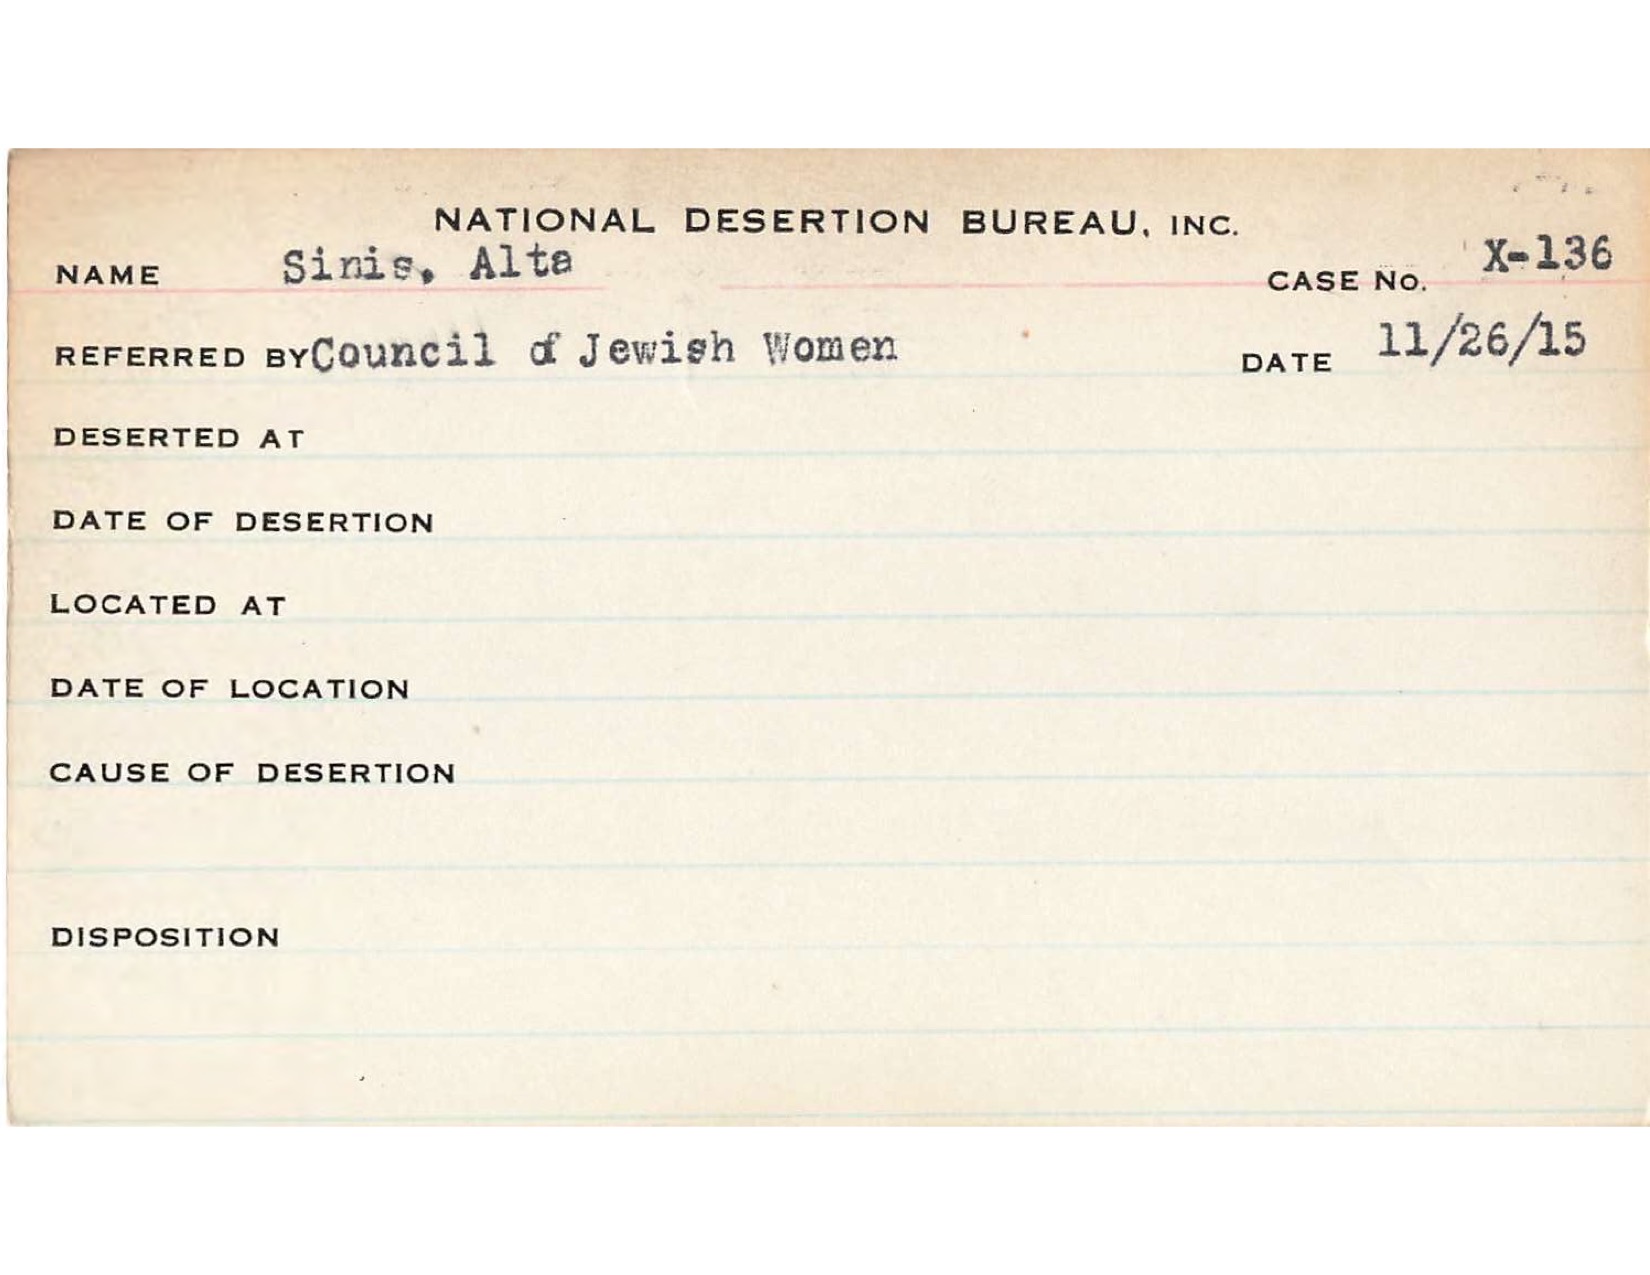 NATIONAL DESERTION BUREAU, INC.
NAME Sinis, Alta CASE No. X-136
REFERRED BY Council of Jewish Women DATE 11/26/15
DESERTED AT
DATE OF DESERTION
LOCATED AT
DATE OF LOCATION
CAUSE OF DESERTION
DISPOSITION